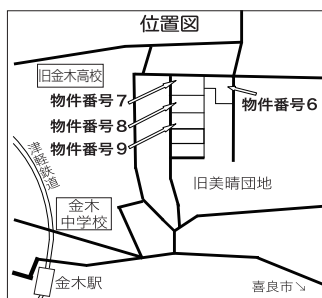 位置図
旧金木高校
物件番号7
物件番号6
物件番号8
物件番号9
津軽鉄道
旧美晴団地
金木
中学校
金木駅
喜良市↘